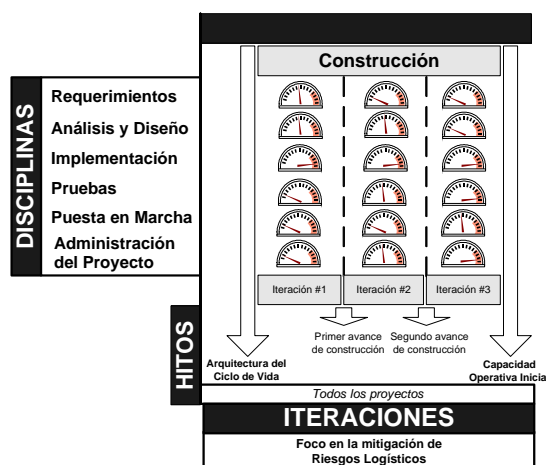 Construcción
DISCIPLINAS
Requerimientos
Análisis y Diseño
Implementación
Pruebas
Puesta en Marcha
Administración
del Proyecto
Iteración #1
Iteración #2
Iteración #3
HITOS
Arquitectura del
Ciclo de Vida
Primer avance
de construcción
Segundo avance
de construcción
Capacidad
Operativa Inicia
Todos los proyectos
ITERACIONES
Foco en la mitigación de
Riesgos Logísticos